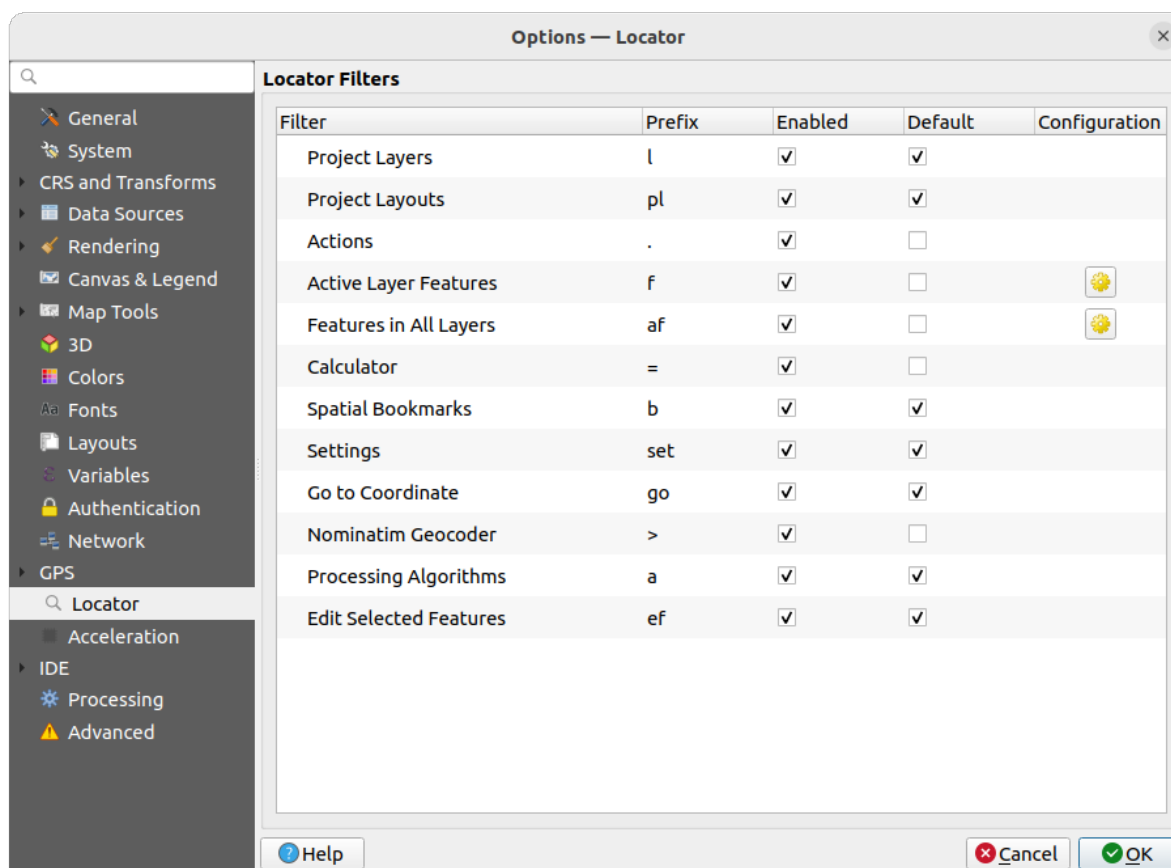 Options — Locator
Locator Filters
General
System
CRS and Transforms
Data Sources
Rendering
Canvas & Legend
Map Tools
3D
Colors
Aa Fonts
Layouts
ε Variables
Authentication
Network
GPS
Locator
Acceleration
IDE
Processing
Advanced
Filter Prefix Enabled Default Configuration
Project Layers l
Project Layouts pl
Actions .
Active Layer Features f
Features in All Layers af
Calculator =
Spatial Bookmarks b
Settings set
Go to Coordinate go
Nominatim Geocoder >
Processing Algorithms a
Edit Selected Features ef
? Help
Cancel
OK